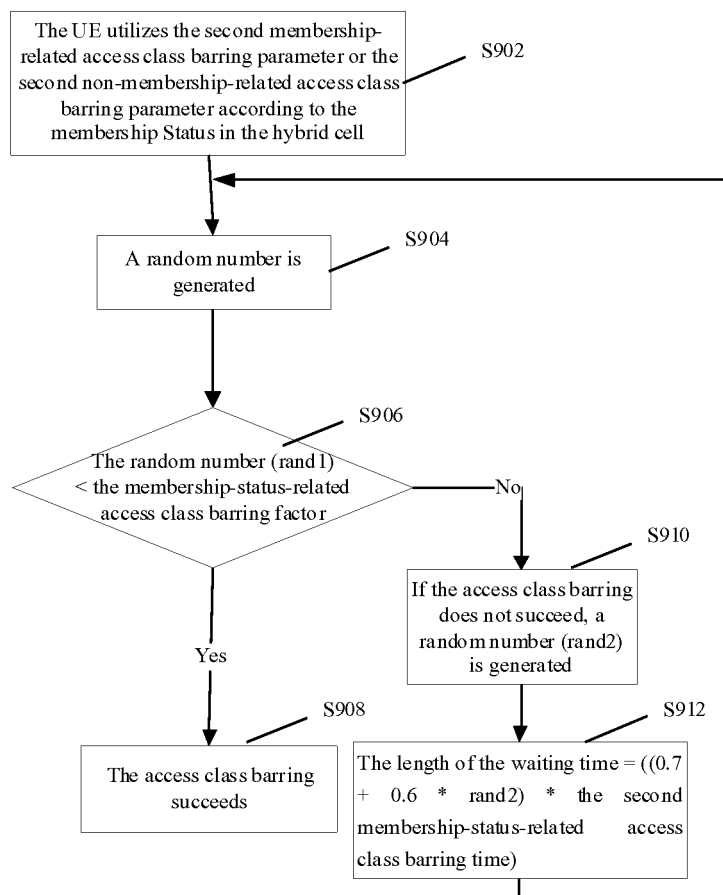 The UE utilizes the second membership-
related access class barring parameter or the
second non-membership-related access class
barring parameter according to the
membership Status in the hybrid cell
S902
S904
A random number is
generated
S906
The random number (rand1)
< the membership-status-related
access class barring factor
No
S910
If the access class barring
does not succeed, a
random number (rand2)
is generated
Yes
S908
The access class barring
succeeds
S912
The length of the waiting time = ((0.7
+ 0.6 * rand2) * the second
membership-status-related access
class barring time)